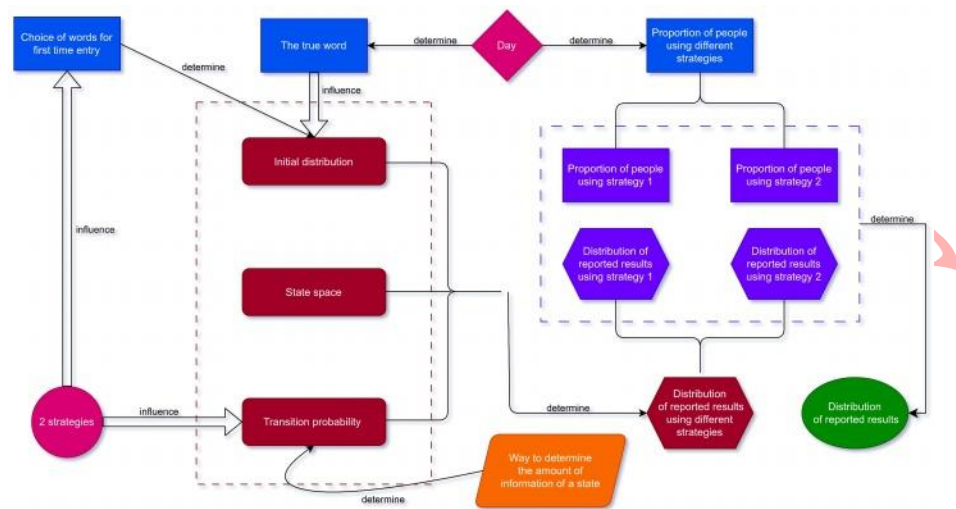 Choice of words for
first time entry
The true word
determine
Day
determine
Proportion of people
using different
strategies
determine
influence
Initial distribution
Proportion of people
using strategy 1
Proportion of people
using strategy 2
determine
influence
State space
Distribution of
reported results
using strategy 1
Distribution of
reported results
using strategy 2
2 strategies
influence
Transition probability
determine
Distribution
of reported results
using different
strategies
Distribution
of reported results
Way to determine
the amount of
information of a state
determine